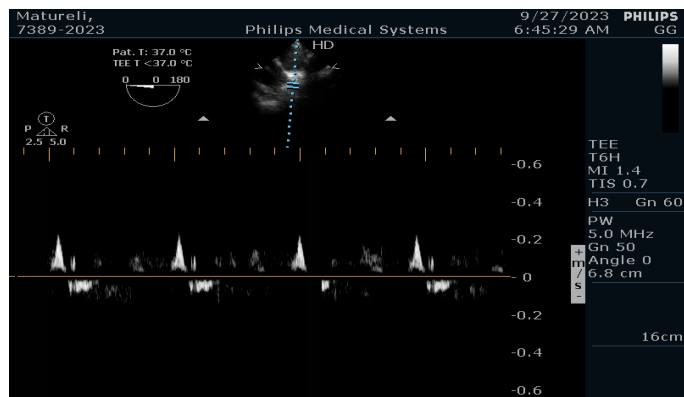 Matureli,
7389-2023
Philips Medical Systems
9/27/2023
6:45:29 AM
PHILIPS
GG
Pat. T: 37.0 °C
TEE T <37.0 °C
0 0 180
HD
T
P R
2.5 5.0
TEE
T6H
MI 1.4
TIS 0.7
H3 Gn 60
PW
5.0 MHz
Gn 50
Angle 0
6.8 cm
16cm
-0.6
-0.4
-0.2
- 0
-0.2
-0.4
-0.6
+
m
/
s
-